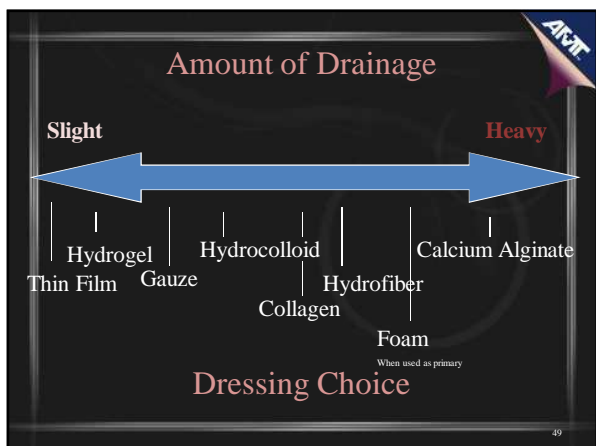 AMT
Amount of Drainage
Slight Heavy
Hydrogel Hydrocolloid Calcium Alginate
Thin Film Gauze Hydrofiber
Collagen
Foam
When used as primary
Dressing Choice
49